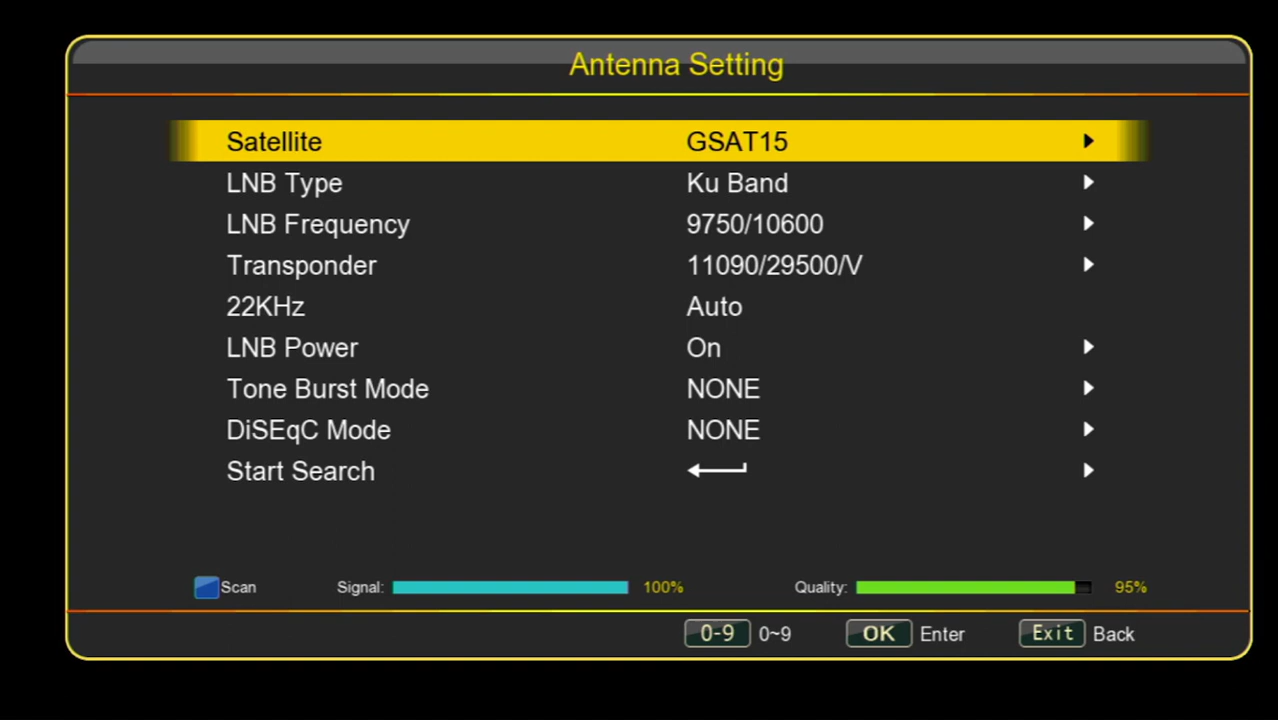 Antenna Setting
Satellite GSAT15
LNB Type Ku Band
LNB Frequency 9750/10600
Transponder 11090/29500/V
22KHz Auto
LNB Power On
Tone Burst Mode NONE
DiSEqC Mode NONE
Start Search
Scan Signal: 100% Quality: 95%
0-9 0~9 OK Enter Exit Back